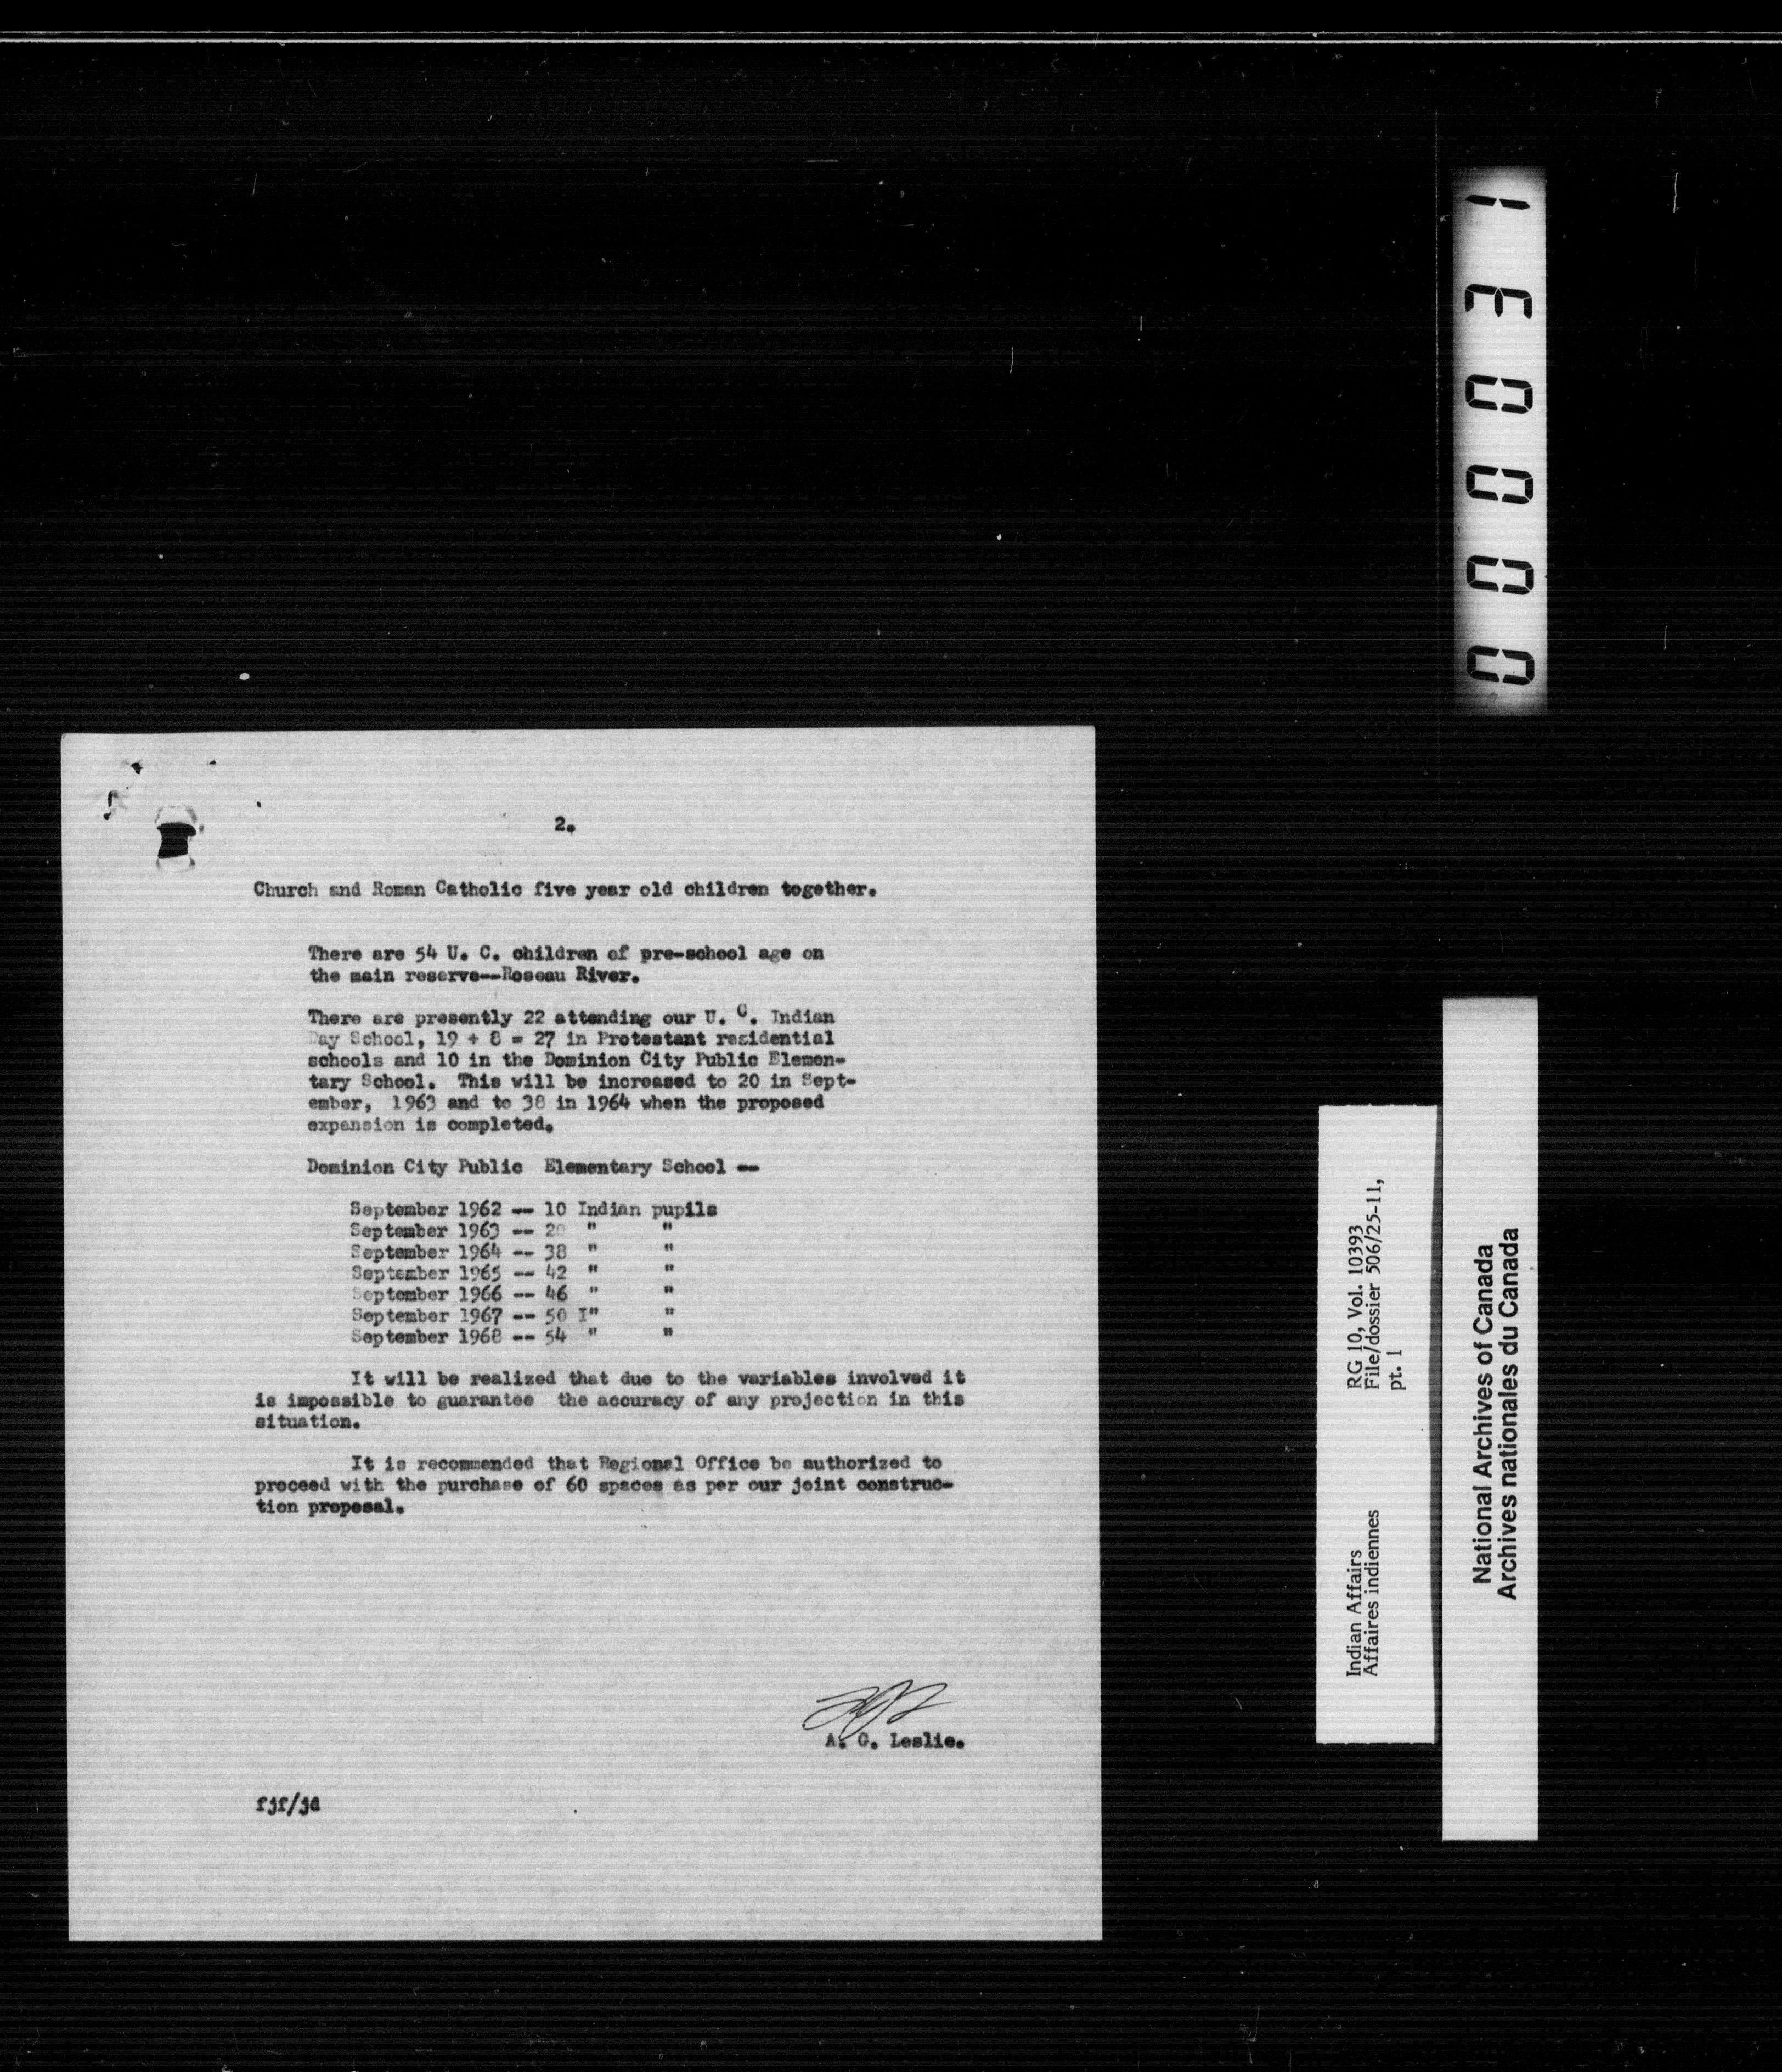 2.
Church and Roman Catholic five year old children together.
There are 54 U. C. children of pre-school age on
the main reserve--Roseau River.
There are presently 22 attending our U. C. Indian
Day School, 19 + 8 = 27 in Protestant residential
schools and 10 in the Dominion City Public Elemen-
tary School. This will be increased to 20 in Sept-
ember, 1963 and to 38 in 1964 when the proposed
expansion is completed.
Dominion City Public Elementary School --
September 1962 -- 10 Indian pupils
September 1963 -- 20 " "
September 1964 -- 38 " "
September 1965 -- 42 " "
September 1966 -- 46 " "
September 1967 -- 50 I" "
September 1968 -- 54 " "
It will be realized that due to the variables involved it
is impossible to guarantee the accuracy of any projection in this
situation.
It is recommended that Regional Office be authorized to
proceed with the purchase of 60 spaces as per our joint construc-
tion proposal.
A. G. Leslie.
fjf/jd
000031
Indian Affairs
Affaires indiennes
RG 10, Vol. 10393
File/dossier 506/25-11,
pt. 1
National Archives of Canada
Archives nationales du Canada